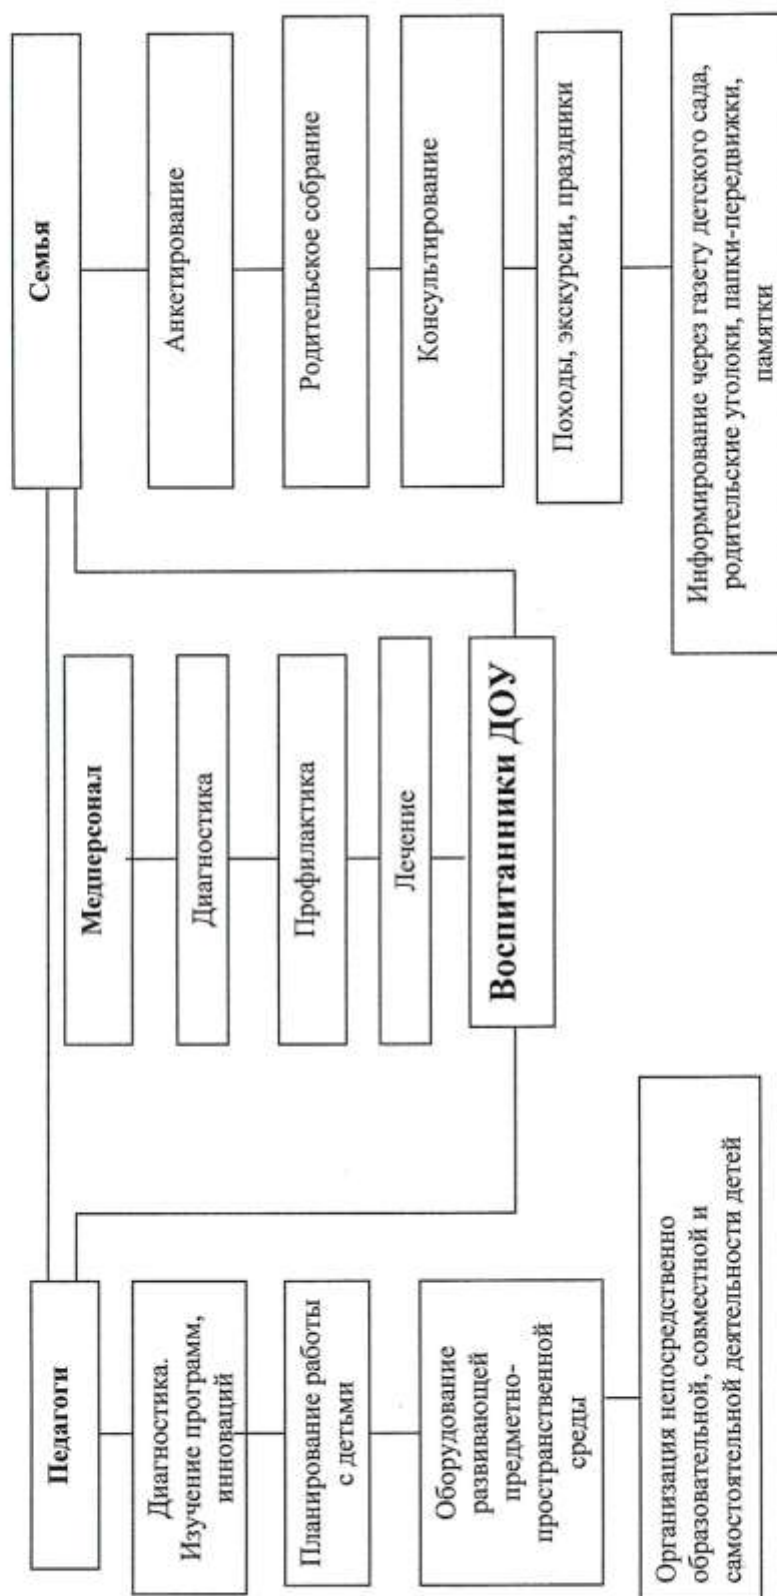 Педагоги
Диагностика.
Изучение программ,
инноваций
Планирование работы
с детьми
Оборудование
развивающей
предметно-
пространственной
среды
Организация непосредственно
образовательной, совместной и
самостоятельной деятельности детей
Медперсонал
Диагностика
Профилактика
Лечение
Воспитанники ДОУ
Семья
Анкетирование
Родительское собрание
Консультирование
Походы, экскурсии, праздники
Информирование через газету детского сада,
родительские уголоки, папки-передвижки,
памятки